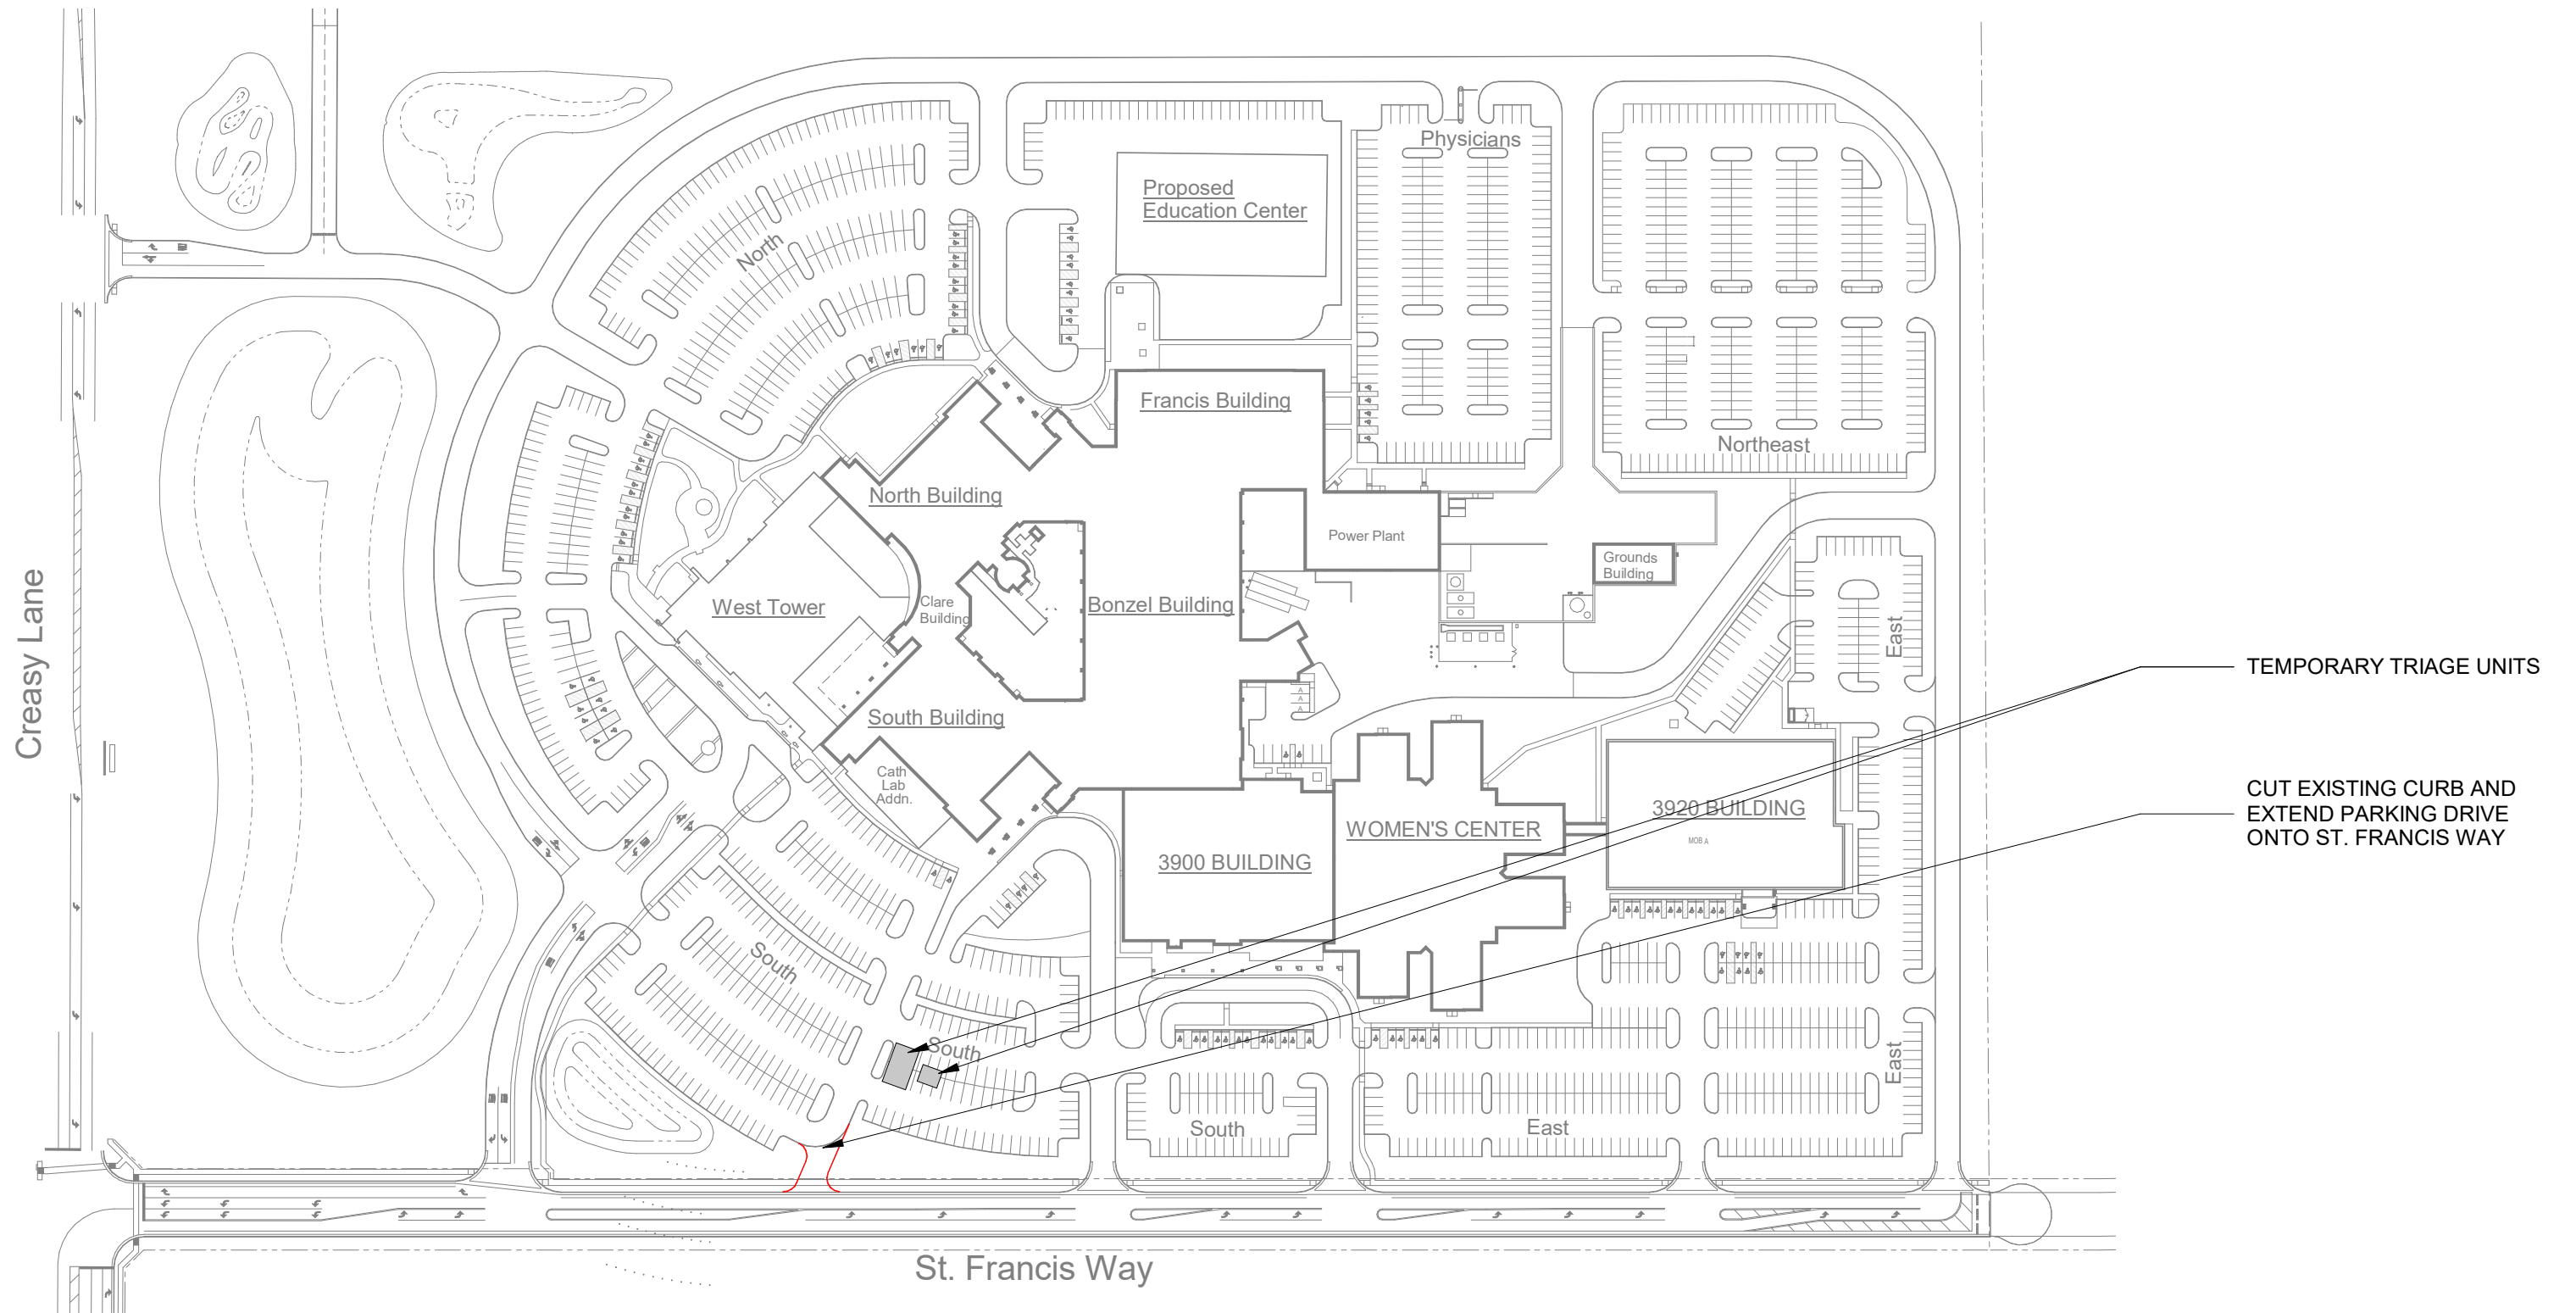 Physicians
Proposed
Education Center
North
Francis Building
Northeast
North Building
Power Plant
Grounds
Building
West Tower
Clare
Building
Bonzel Building
East
TEMPORARY TRIAGE UNITS
Creasy Lane
South Building
Cath
Lab
Addn.
CUT EXISTING CURB AND
EXTEND PARKING DRIVE
ONTO ST. FRANCIS WAY
3920 BUILDING
MOB A
WOMEN'S CENTER
3900 BUILDING
A
A
A
South
South
East
South
East
St. Francis Way